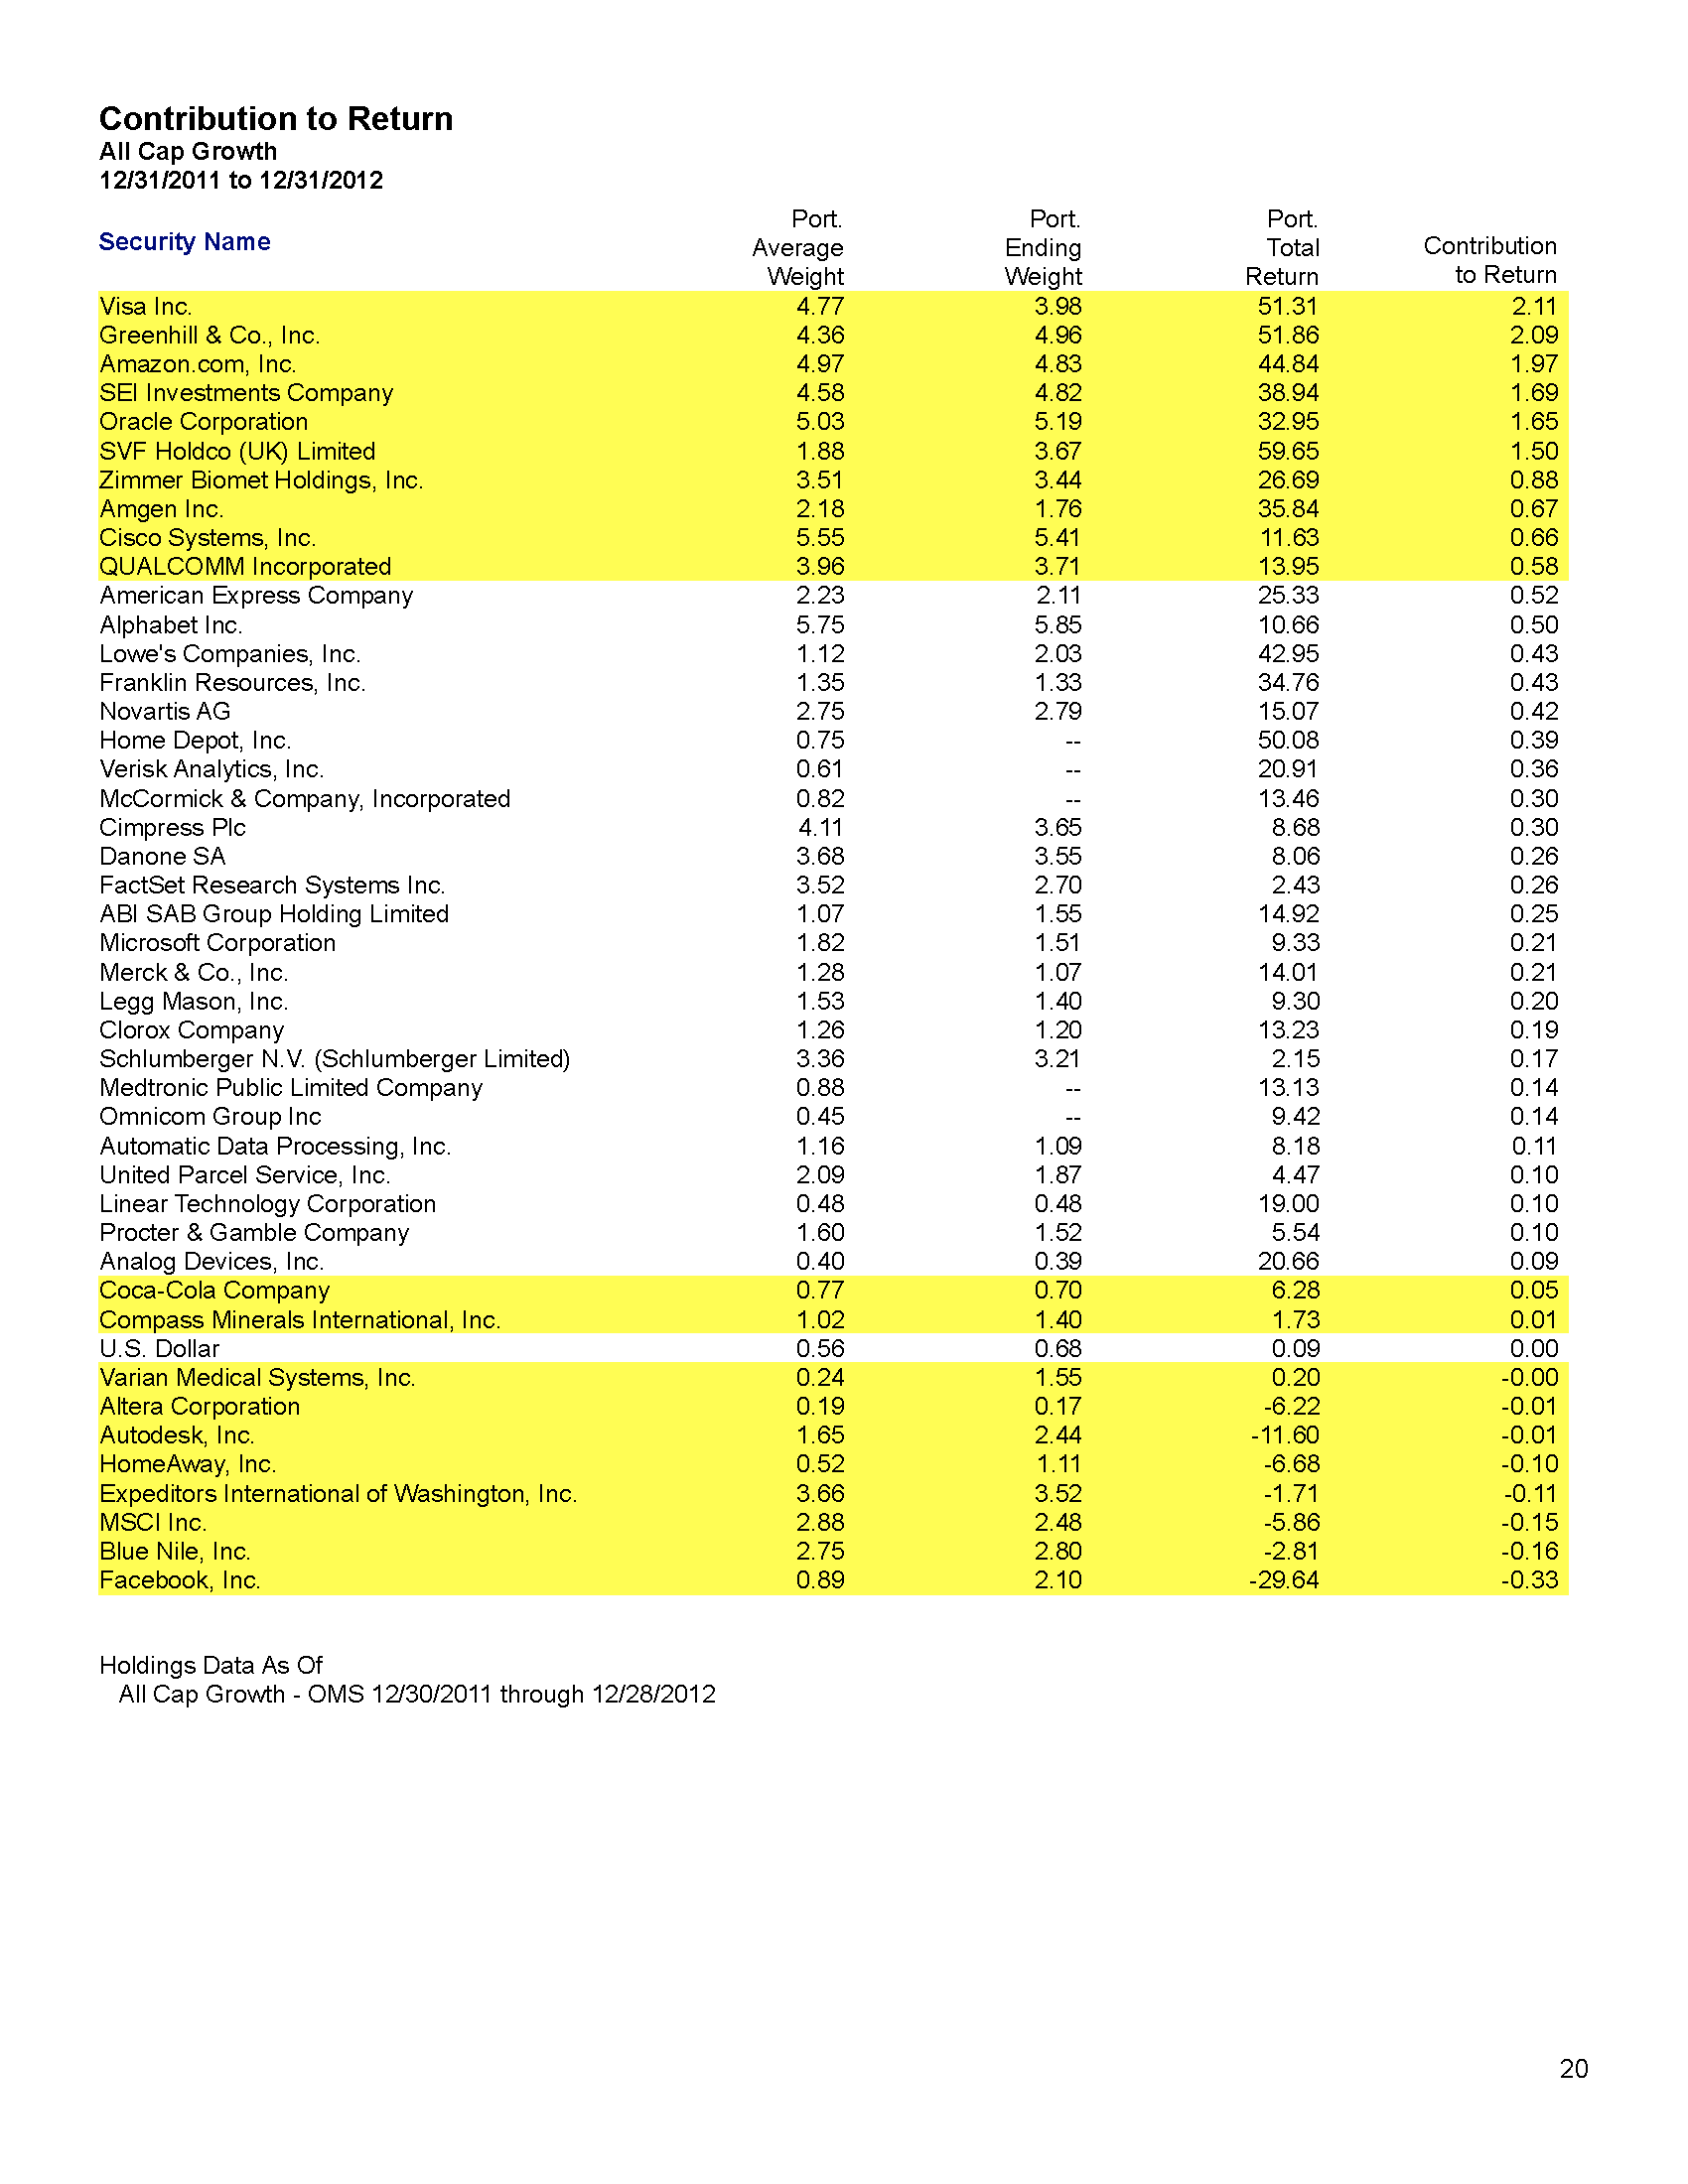 Contribution to Return
All Cap Growth
12/31/2011 to 12/31/2012
Security Name
Port. Average Weight
Port. Ending Weight
Port. Total Return
Contribution to Return
Visa Inc. 4.77 3.98 51.31 2.11
Greenhill & Co., Inc. 4.36 4.96 51.86 2.09
Amazon.com, Inc. 4.97 4.83 44.84 1.97
SEI Investments Company 4.58 4.82 38.94 1.69
Oracle Corporation 5.03 5.19 32.95 1.65
SVF Holdco (UK) Limited 1.88 3.67 59.65 1.50
Zimmer Biomet Holdings, Inc. 3.51 3.44 26.69 0.88
Amgen Inc. 2.18 1.76 35.84 0.67
Cisco Systems, Inc. 5.55 5.41 11.63 0.66
QUALCOMM Incorporated 3.96 3.71 13.95 0.58
American Express Company 2.23 2.11 25.33 0.52
Alphabet Inc. 5.75 5.85 10.66 0.50
Lowe's Companies, Inc. 1.12 2.03 42.95 0.43
Franklin Resources, Inc. 1.35 1.33 34.76 0.43
Novartis AG 2.75 2.79 15.07 0.42
Home Depot, Inc. 0.75 -- 50.08 0.39
Verisk Analytics, Inc. 0.61 -- 20.91 0.36
McCormick & Company, Incorporated 0.82 -- 13.46 0.30
Cimpress Plc 4.11 3.65 8.68 0.30
Danone SA 3.68 3.55 8.06 0.26
FactSet Research Systems Inc. 3.52 2.70 2.43 0.26
ABI SAB Group Holding Limited 1.07 1.55 14.92 0.25
Microsoft Corporation 1.82 1.51 9.33 0.21
Merck & Co., Inc. 1.28 1.07 14.01 0.21
Legg Mason, Inc. 1.53 1.40 9.30 0.20
Clorox Company 1.26 1.20 13.23 0.19
Schlumberger N.V. (Schlumberger Limited) 3.36 3.21 2.15 0.17
Medtronic Public Limited Company 0.88 -- 13.13 0.14
Omnicom Group Inc 0.45 -- 9.42 0.14
Automatic Data Processing, Inc. 1.16 1.09 8.18 0.11
United Parcel Service, Inc. 2.09 1.87 4.47 0.10
Linear Technology Corporation 0.48 0.48 19.00 0.10
Procter & Gamble Company 1.60 1.52 5.54 0.10
Analog Devices, Inc. 0.40 0.39 20.66 0.09
Coca-Cola Company 0.77 0.70 6.28 0.05
Compass Minerals International, Inc. 1.02 1.40 1.73 0.01
U.S. Dollar 0.56 0.68 0.09 0.00
Varian Medical Systems, Inc. 0.24 1.55 0.20 -0.00
Altera Corporation 0.19 0.17 -6.22 -0.01
Autodesk, Inc. 1.65 2.44 -11.60 -0.01
HomeAway, Inc. 0.52 1.11 -6.68 -0.10
Expeditors International of Washington, Inc. 3.66 3.52 -1.71 -0.11
MSCI Inc. 2.88 2.48 -5.86 -0.15
Blue Nile, Inc. 2.75 2.80 -2.81 -0.16
Facebook, Inc. 0.89 2.10 -29.64 -0.33
Holdings Data As Of
All Cap Growth - OMS 12/30/2011 through 12/28/2012
20